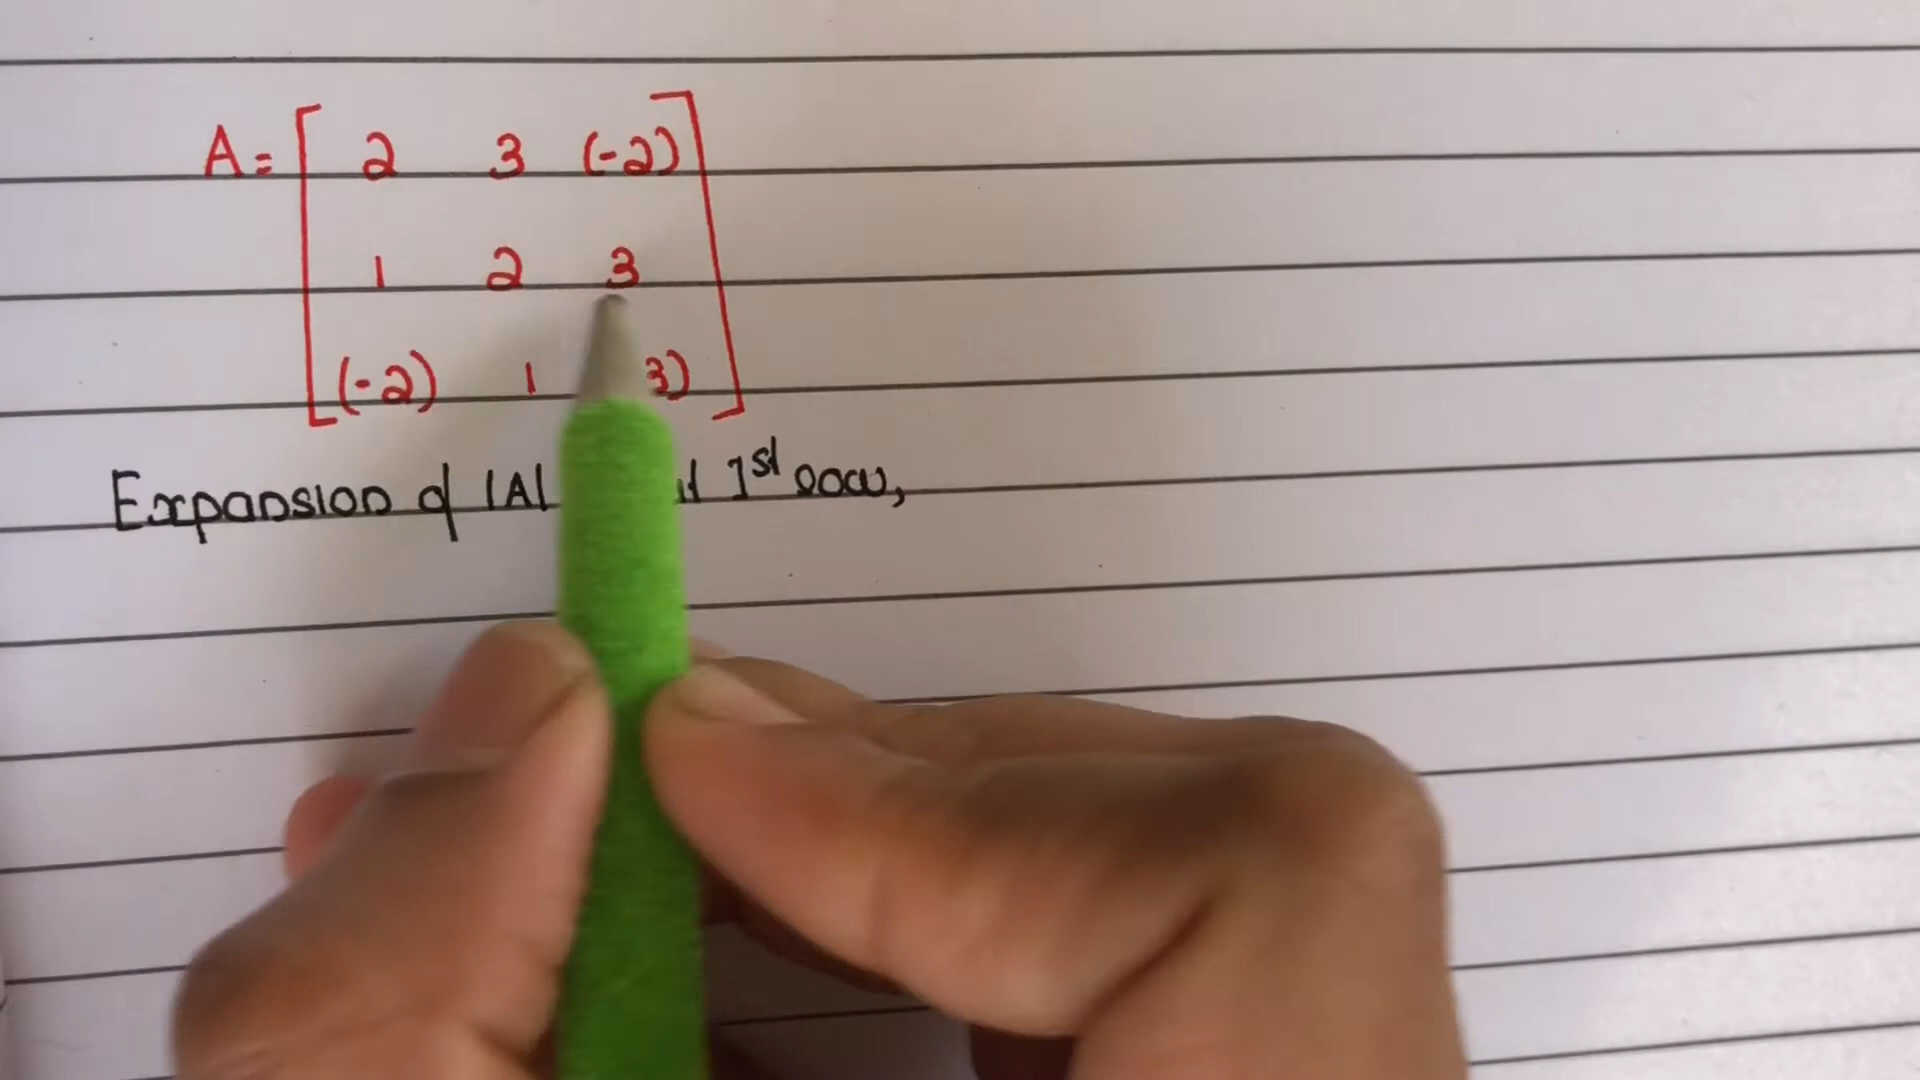 A = 2 3 (-2)
1 2 3
(-2) 1 3)
Expansion of |A| 1st row,